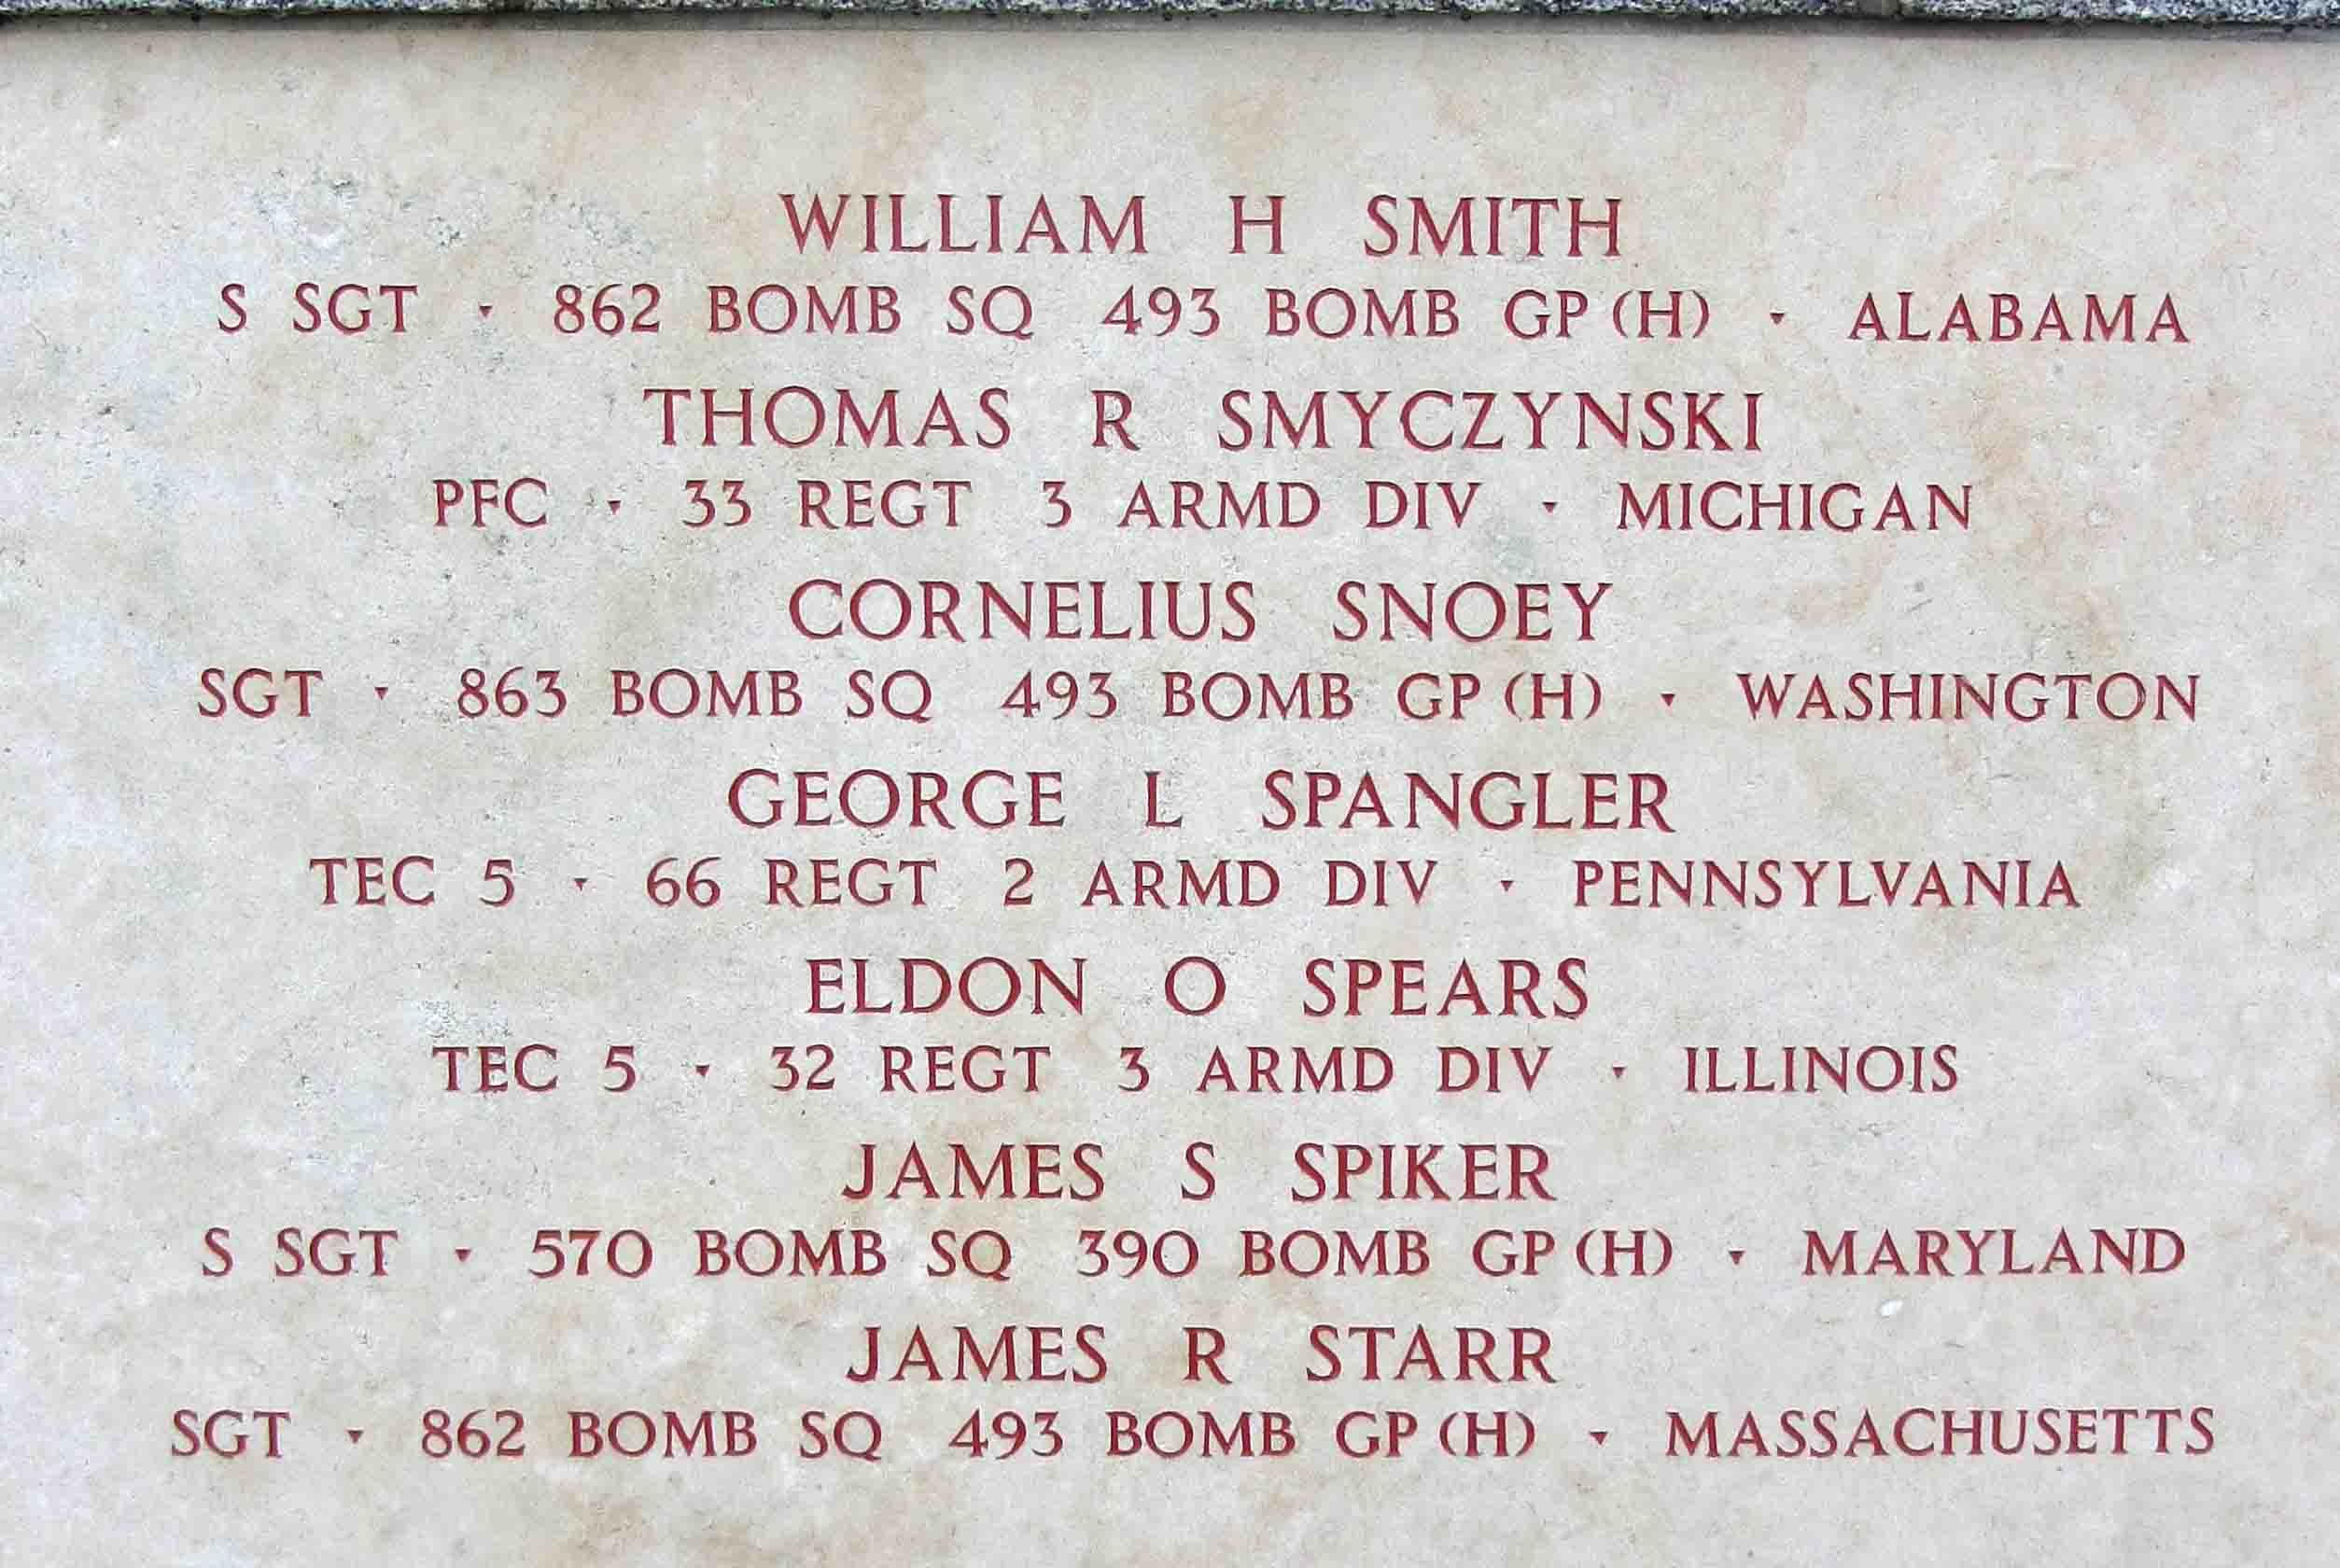 WILLIAM H SMITH
S SGT · 862 BOMB SQ 493 BOMB GP (H) · ALABAMA
THOMAS R SMYCZYNSKI
PFC · 33 REGT 3 ARMD DIV · MICHIGAN
CORNELIUS SNOEY
SGT · 863 BOMB SQ 493 BOMB GP (H) · WASHINGTON
GEORGE L SPANGLER
TEC 5 · 66 REGT 2 ARMD DIV · PENNSYLVANIA
ELDON O SPEARS
TEC 5 · 32 REGT 3 ARMD DIV · ILLINOIS
JAMES S SPIKER
S SGT · 570 BOMB SQ 390 BOMB GP (H) · MARYLAND
JAMES R STARR
SGT · 862 BOMB SQ 493 BOMB GP (H) · MASSACHUSETTS